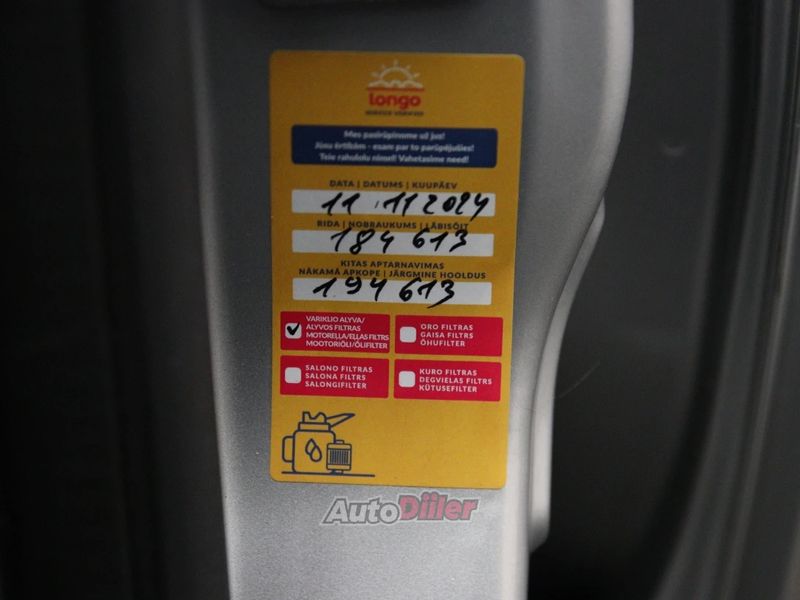 longo
Mes pasirūpinome už jus!
Jūsu ērtībām - esam par to parūpējušies!
Teie rahulolu nimel! Vahetasime need!
DATA | DATUMS | KUUPÄEV
11.11 2024
RIDA | NOBRAUKUMS | LÄBISÕIT
184 613
KITAS APTARNAVIMAS
NĀKAMĀ APKOPE | JÄRGMINE HOOLDUS
194 613
VARIKLIO ALYVA/
ALYVOS FILTRAS
MOTOREĻĻA/EĻĻAS FILTRS
MOOTORIÕLI/ÕLIFILTER
ORO FILTRAS
GAISA FILTRS
ÕHUFILTER
SALONO FILTRAS
SALONA FILTRS
SALONGIFILTER
KURO FILTRAS
DEGVIELAS FILTRS
KÜTUSEFILTER
AutoDiiler